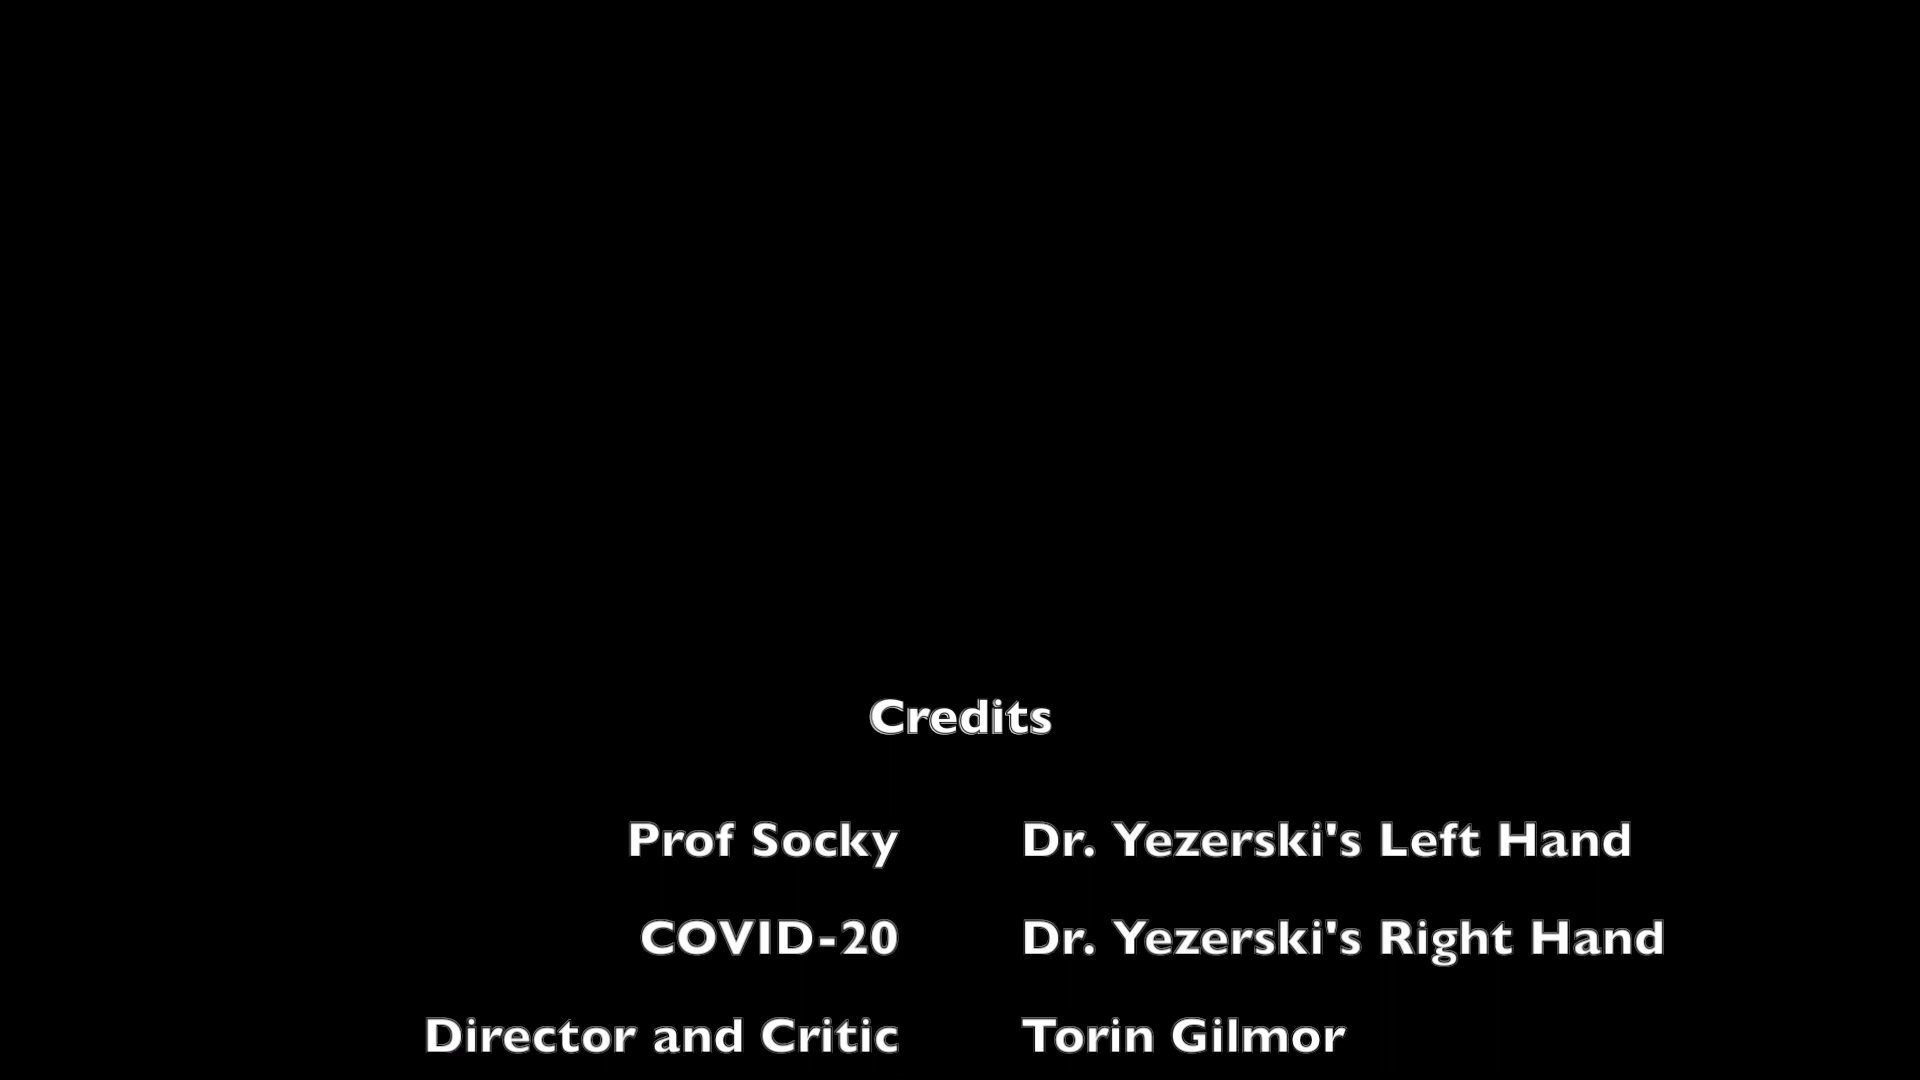 Credits
Prof Socky Dr. Yezerski's Left Hand
COVID-20 Dr. Yezerski's Right Hand
Director and Critic Torin Gilmor